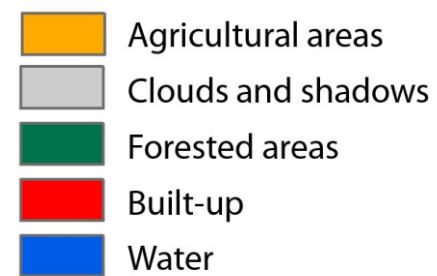 Agricultural areas
Clouds and shadows
Forested areas
Built-up
Water